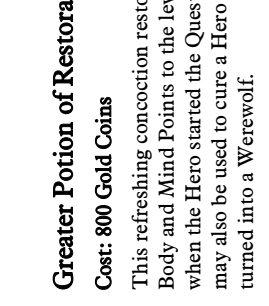 Greater Potion of Restora
Cost: 800 Gold Coins
This refreshing concoction resto
Body and Mind Points to the lev
when the Hero started the Ques
may also be used to cure a Hero
turned into a Werewolf.